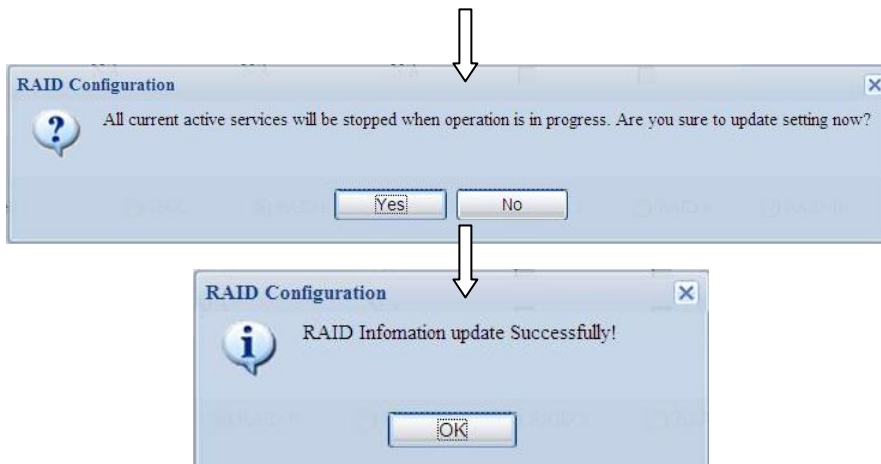 RAID Configuration
All current active services will be stopped when operation is in progress. Are you sure to update setting now?
Yes
No
RAID Configuration
RAID Infomation update Successfully!
OK